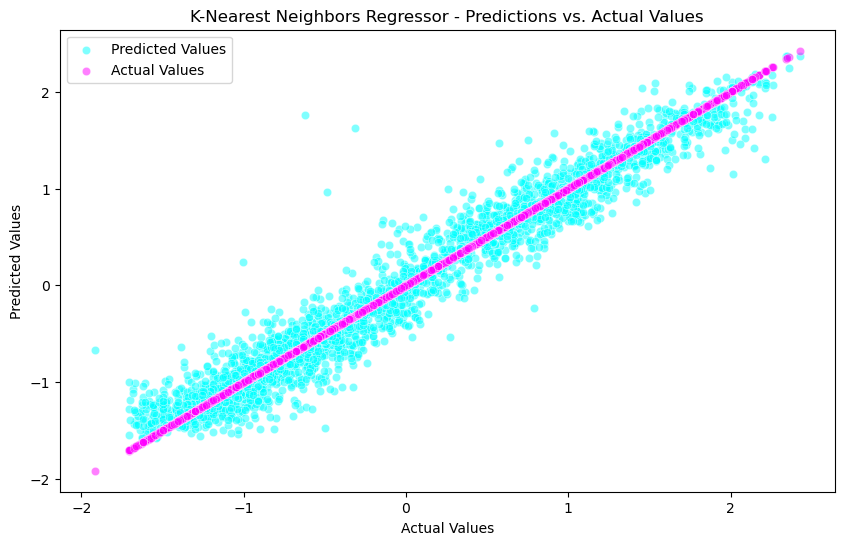 K-Nearest Neighbors Regressor - Predictions vs. Actual Values
Predicted Values
Actual Values
Predicted Values
2
1
0
−1
−2
−2
−1
0
1
2
Actual Values